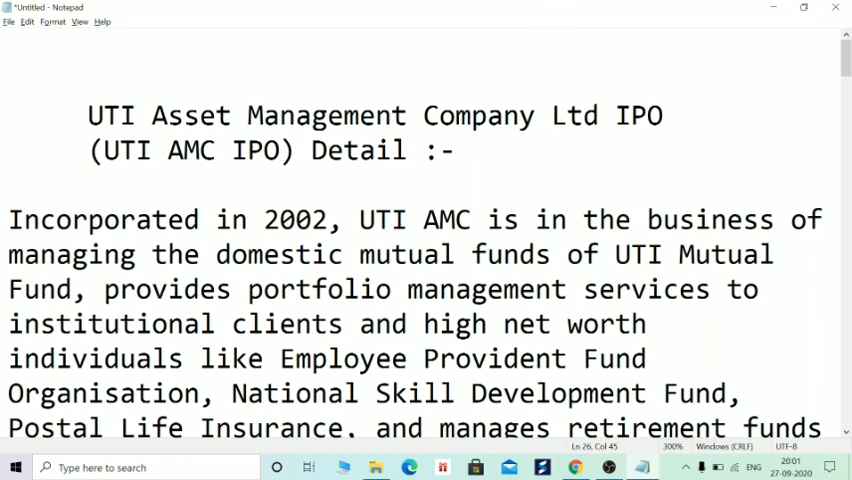 *Untitled - Notepad
File Edit Format View Help
UTI Asset Management Company Ltd IPO
(UTI AMC IPO) Detail :-
Incorporated in 2002, UTI AMC is in the business of
managing the domestic mutual funds of UTI Mutual
Fund, provides portfolio management services to
institutional clients and high net worth
individuals like Employee Provident Fund
Organisation, National Skill Development Fund,
Postal Life Insurance, and manages retirement funds
Ln 26, Col 45 300% Windows (CRLF) UTF-8
Type here to search
ENG
20:01
27-09-2020